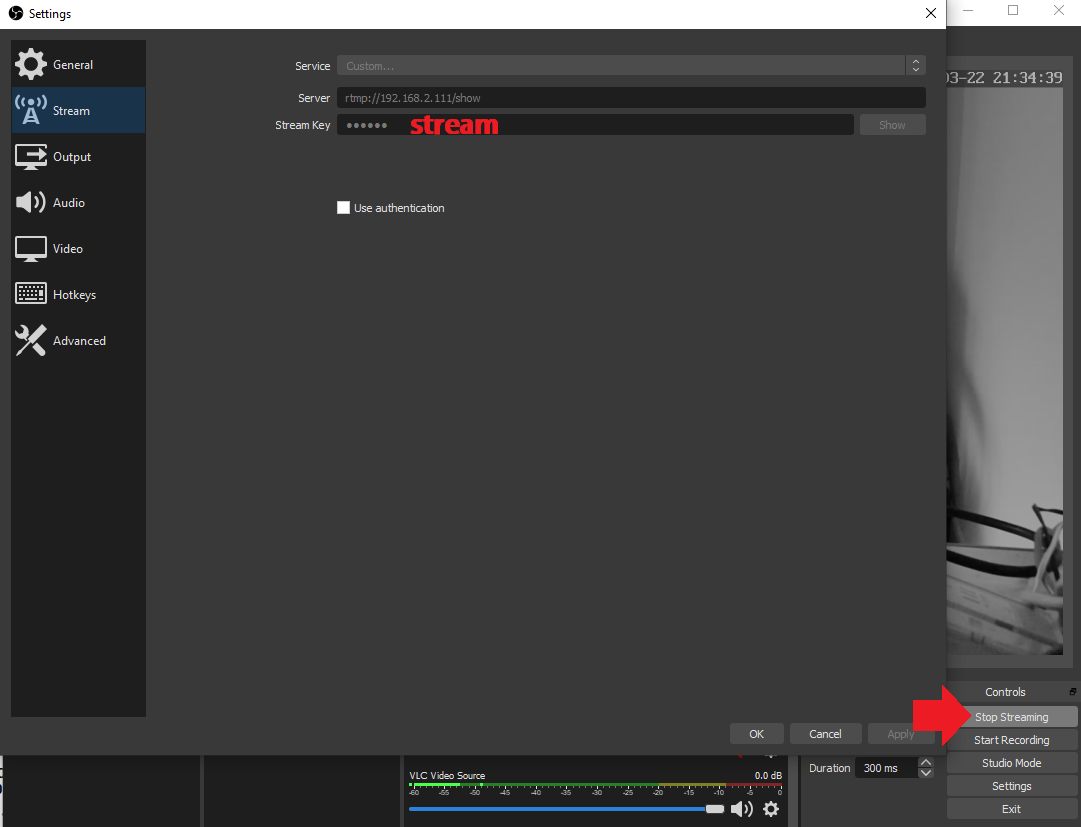 Settings
General
Stream
Output
Audio
Video
Hotkeys
Advanced
Service Custom...
Server rtmp://192.168.2.111/show
Stream Key •••••• stream Show
Use authentication
OK Cancel Apply
03-22 21:34:39
Controls
Stop Streaming
Start Recording
Studio Mode
Settings
Exit
Duration 300 ms
VLC Video Source 0.0 dB
-60 -55 -50 -45 -40 -35 -30 -25 -20 -15 -10 -5 0